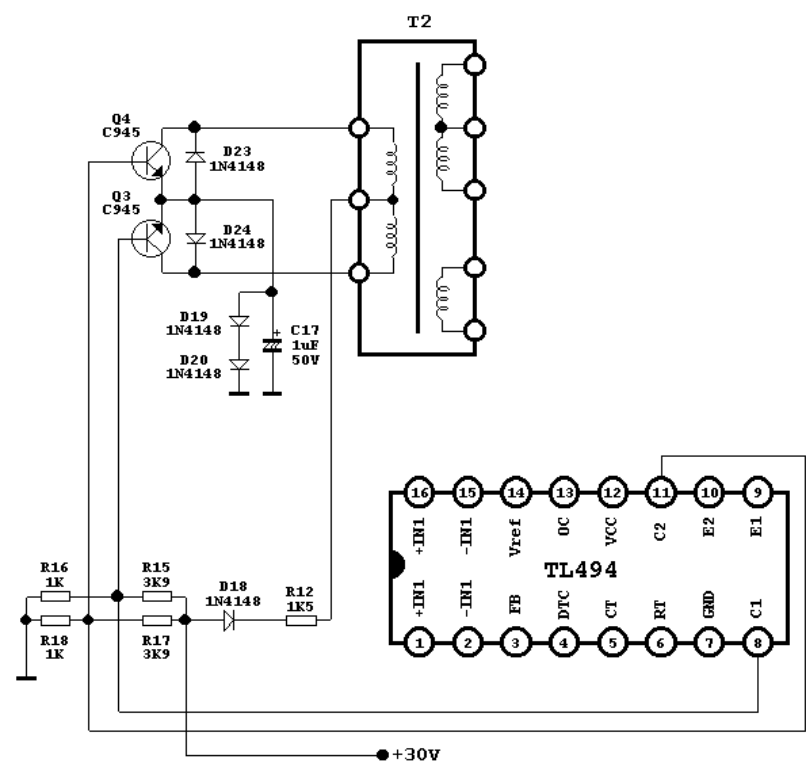 T2
Q4
C945
D23
1N4148
Q3
C945
D24
1N4148
D19
1N4148
+
C17
1uF
50V
D20
1N4148
16
15
14
13
12
11
10
9
+IN1
-IN1
Vref
OC
VCC
C2
E2
E1
TL494
+IN1
-IN1
FB
DTC
CT
RT
GND
C1
1
2
3
4
5
6
7
8
R16
1K
R15
3K9
D18
1N4148
R12
1K5
R18
1K
R17
3K9
+30V